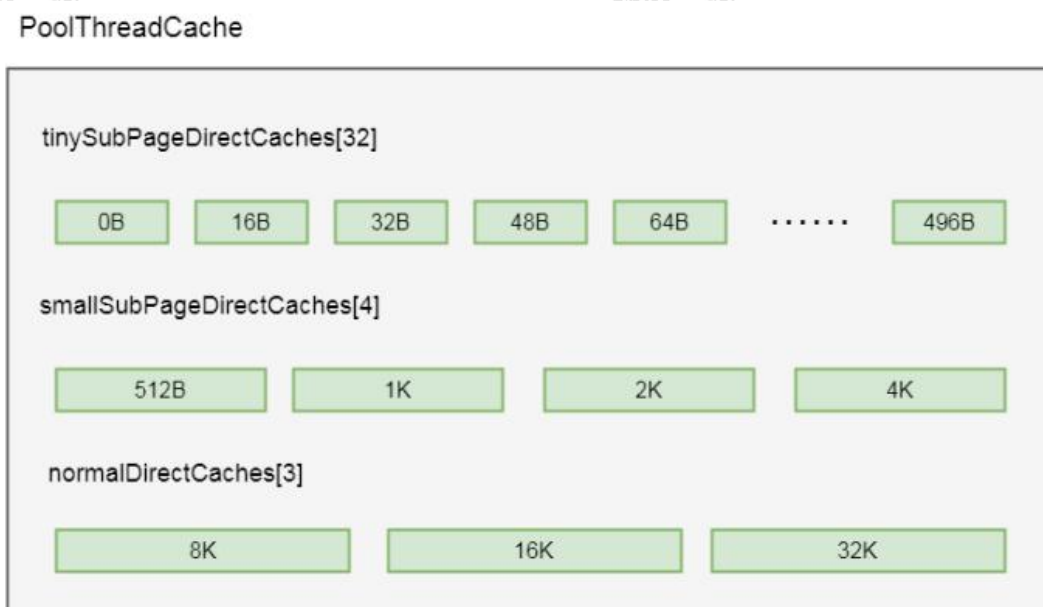 PoolThreadCache
tinySubPageDirectCaches[32]
0B 16B 32B 48B 64B ...... 496B
smallSubPageDirectCaches[4]
512B 1K 2K 4K
normalDirectCaches[3]
8K 16K 32K